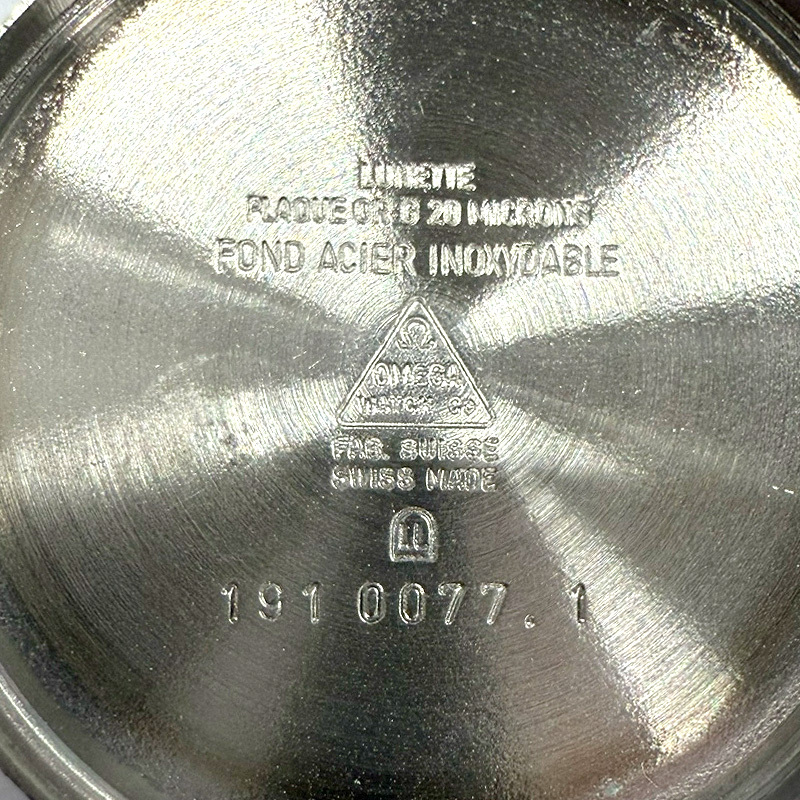 LUNETTE
PLAQUE OR G 20 MICRONS
FOND ACIER INOXYDABLE
Ω
OMEGA
WATCH CO
FAB. SUISSE
SWISS MADE
191 0077.1